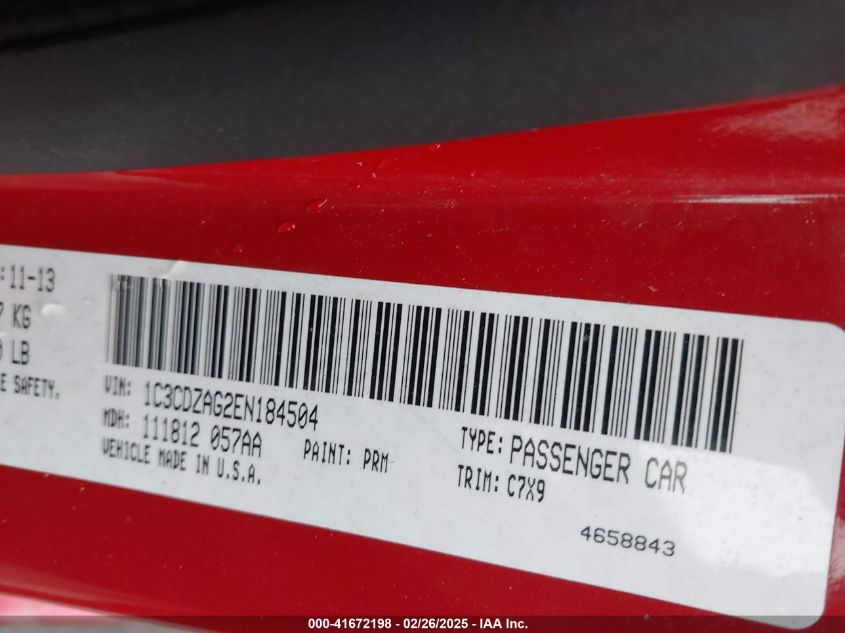 :11-13
7 KG
LB
SAFETY.
VIN: 1C3CDZAG2EN184504
MDH: 111812 057AA
PAINT: PRM
VEHICLE MADE IN U.S.A.
TYPE: PASSENGER CAR
TRIM: C7X9
4658843
000-41672198 - 02/26/2025 - IAA Inc.